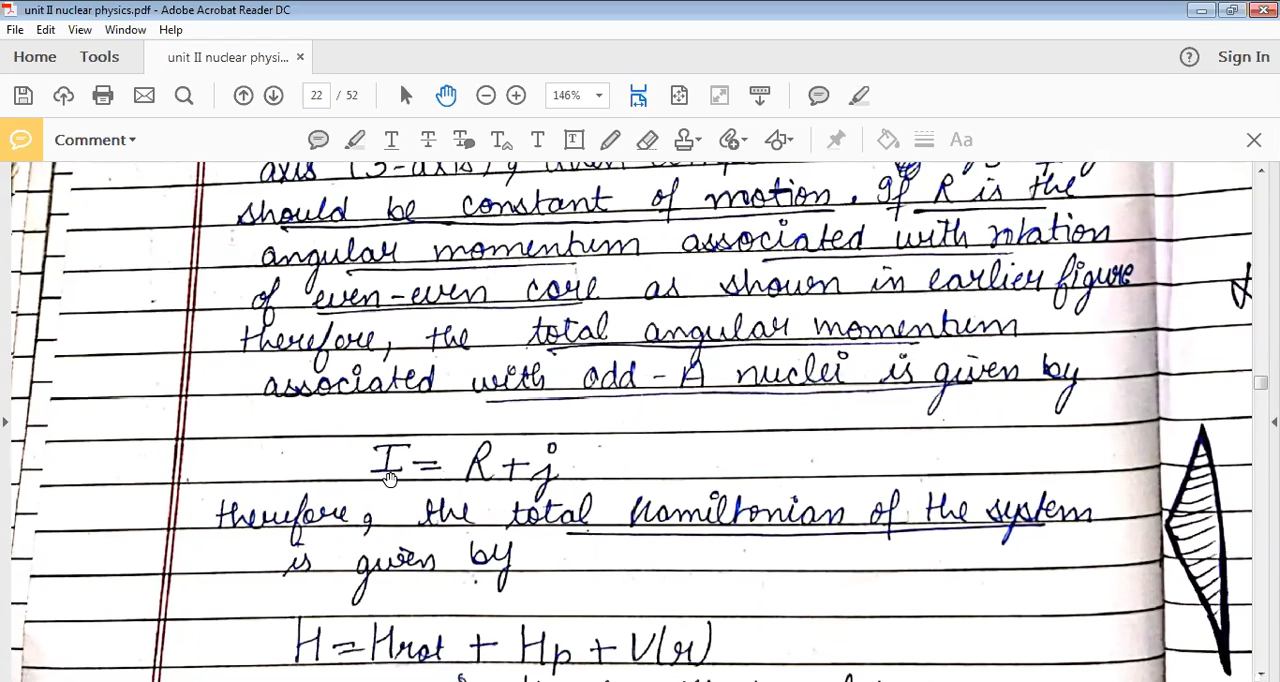 unit II nuclear physics.pdf - Adobe Acrobat Reader DC
File Edit View Window Help
Home Tools unit II nuclear physi... ×
? Sign In
22 / 52 146%
Comment
axis (3-axis)
should be constant of motion. If R is the
angular momentum associated with rotation
of even-even core as shown in earlier figure
therefore, the total angular momentum
associated with odd-A nuclei is given by
I = R + j
therefore, the total Hamiltonian of the system
is given by
H = Hrot + Hp + V(r)